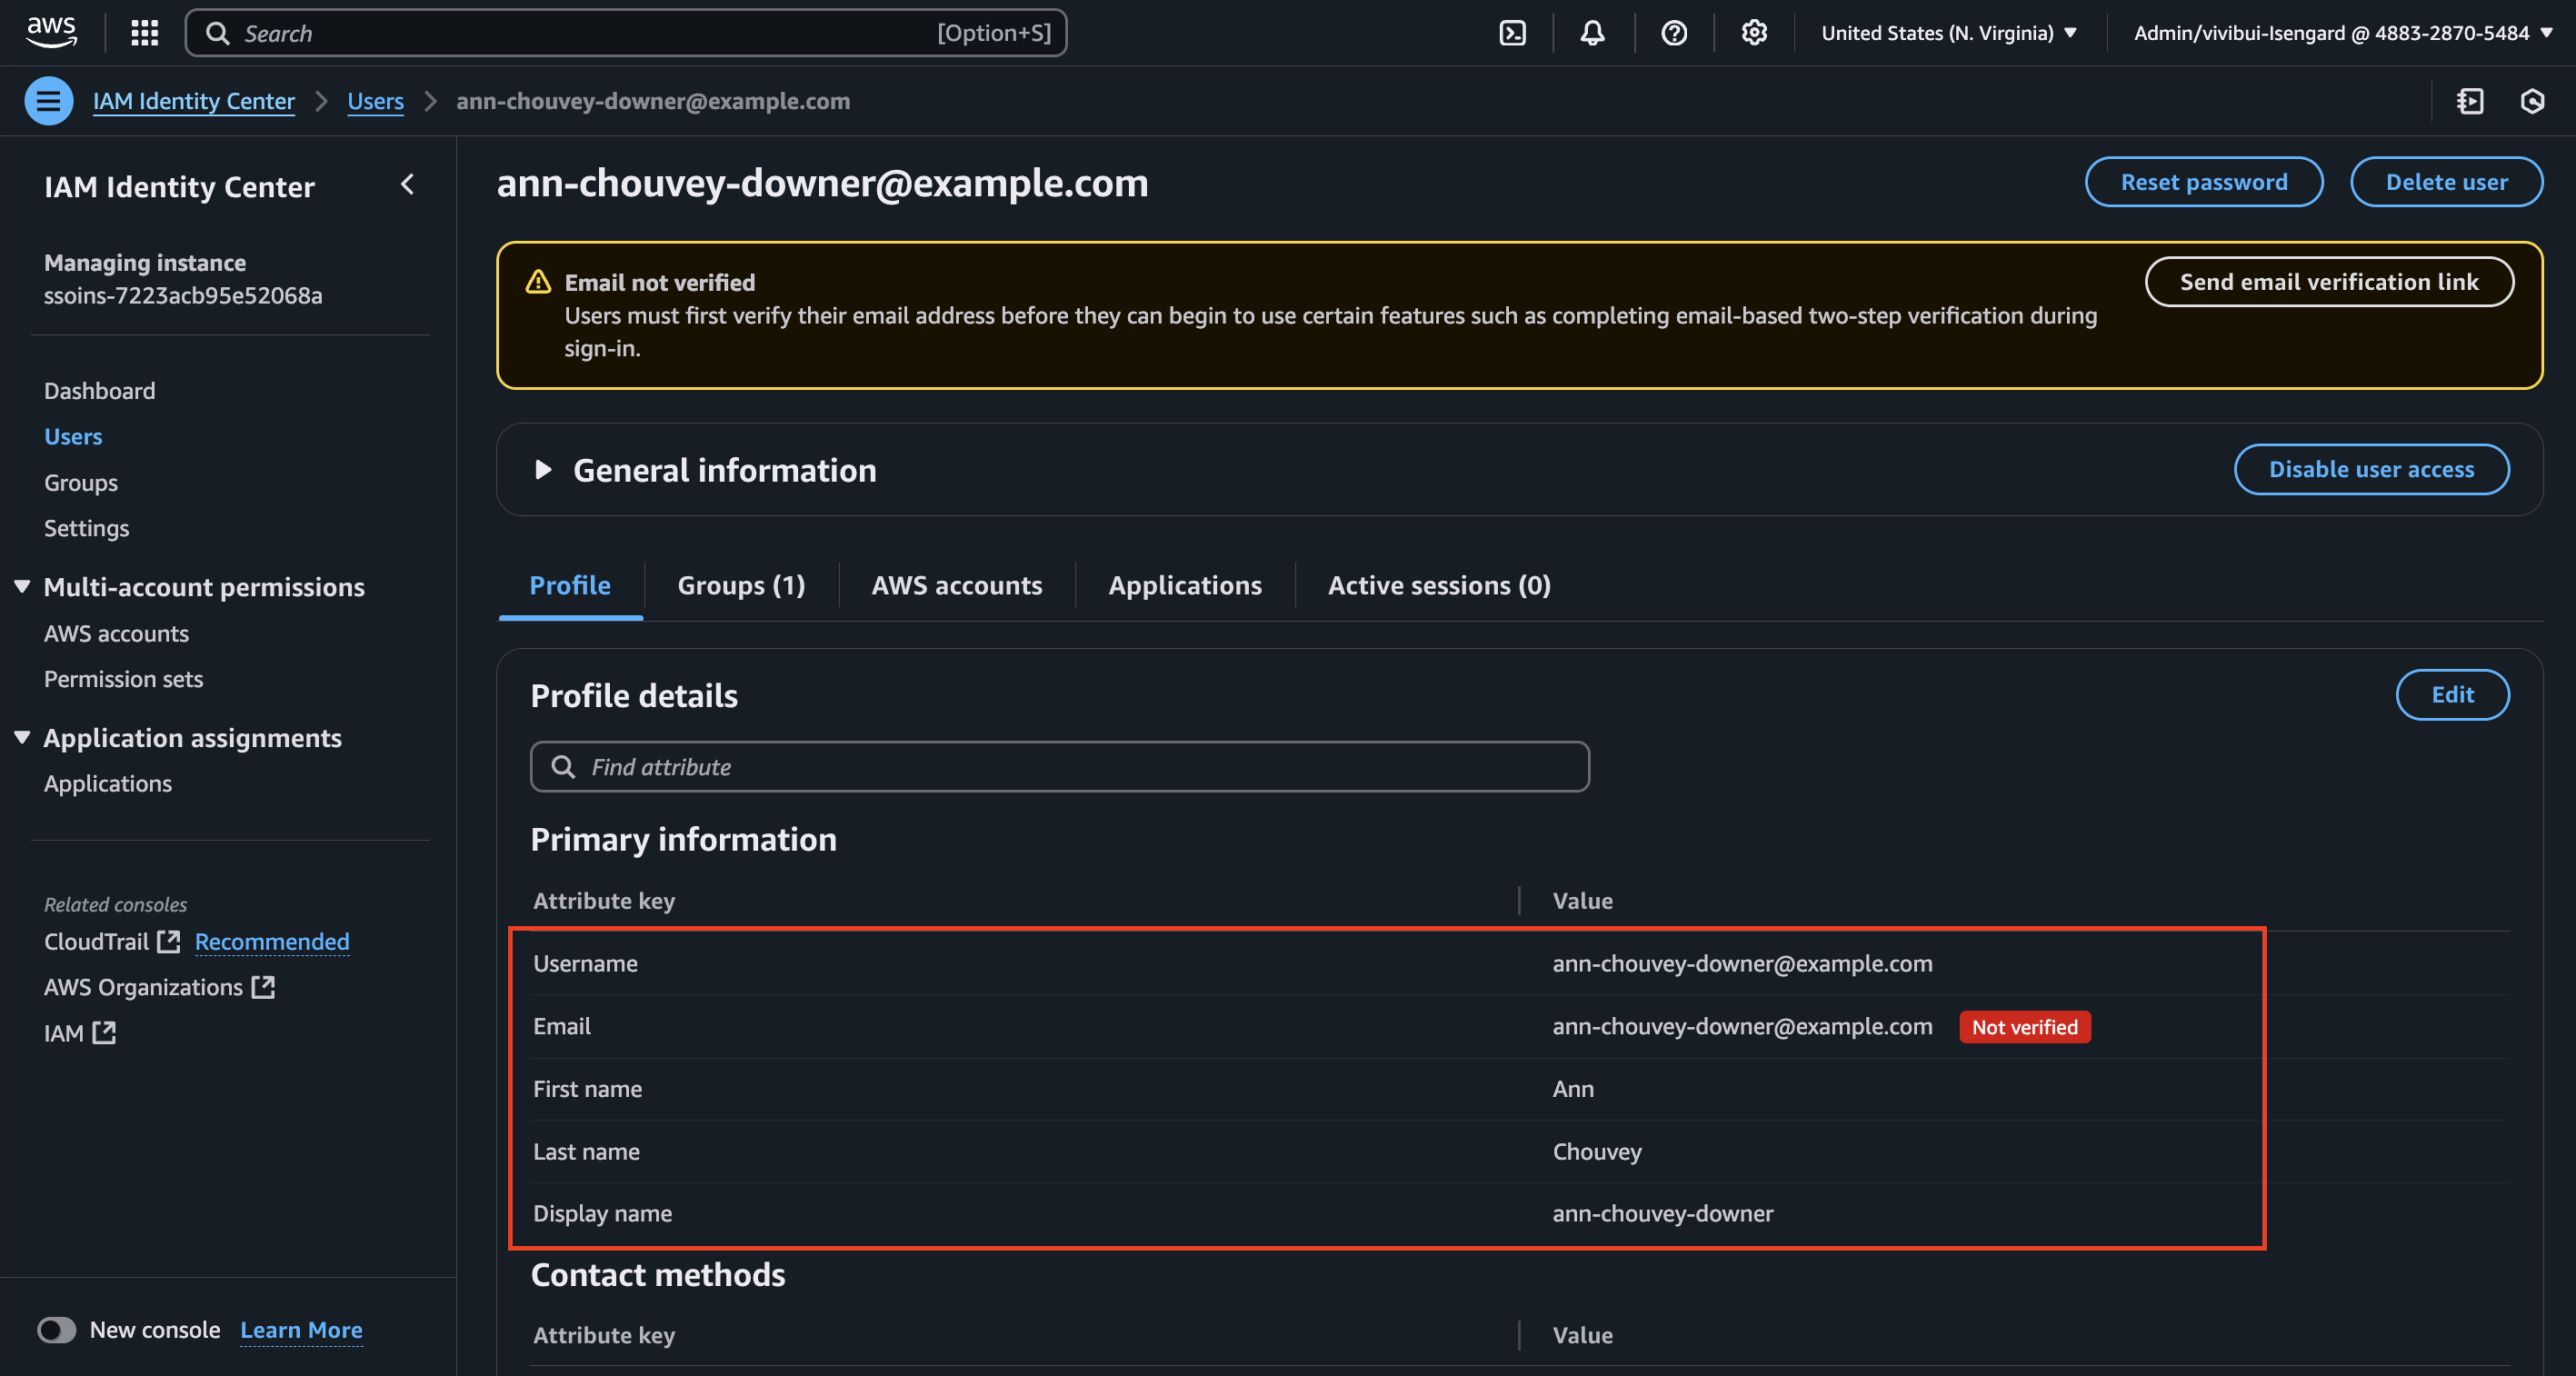 aws
Search [Option+S]
United States (N. Virginia)
Admin/vivibui-Isengard @ 4883-2870-5484
IAM Identity Center > Users > ann-chouvey-downer@example.com
IAM Identity Center
Managing instance
ssoins-7223acb95e52068a
Dashboard
Users
Groups
Settings
Multi-account permissions
AWS accounts
Permission sets
Application assignments
Applications
Related consoles
CloudTrail Recommended
AWS Organizations
IAM
New console Learn More
ann-chouvey-downer@example.com
Reset password
Delete user
Email not verified
Users must first verify their email address before they can begin to use certain features such as completing email-based two-step verification during
sign-in.
Send email verification link
General information
Disable user access
Profile
Groups (1)
AWS accounts
Applications
Active sessions (0)
Profile details
Edit
Find attribute
Primary information
Attribute key Value
Username ann-chouvey-downer@example.com
Email ann-chouvey-downer@example.com Not verified
First name Ann
Last name Chouvey
Display name ann-chouvey-downer
Contact methods
Attribute key Value